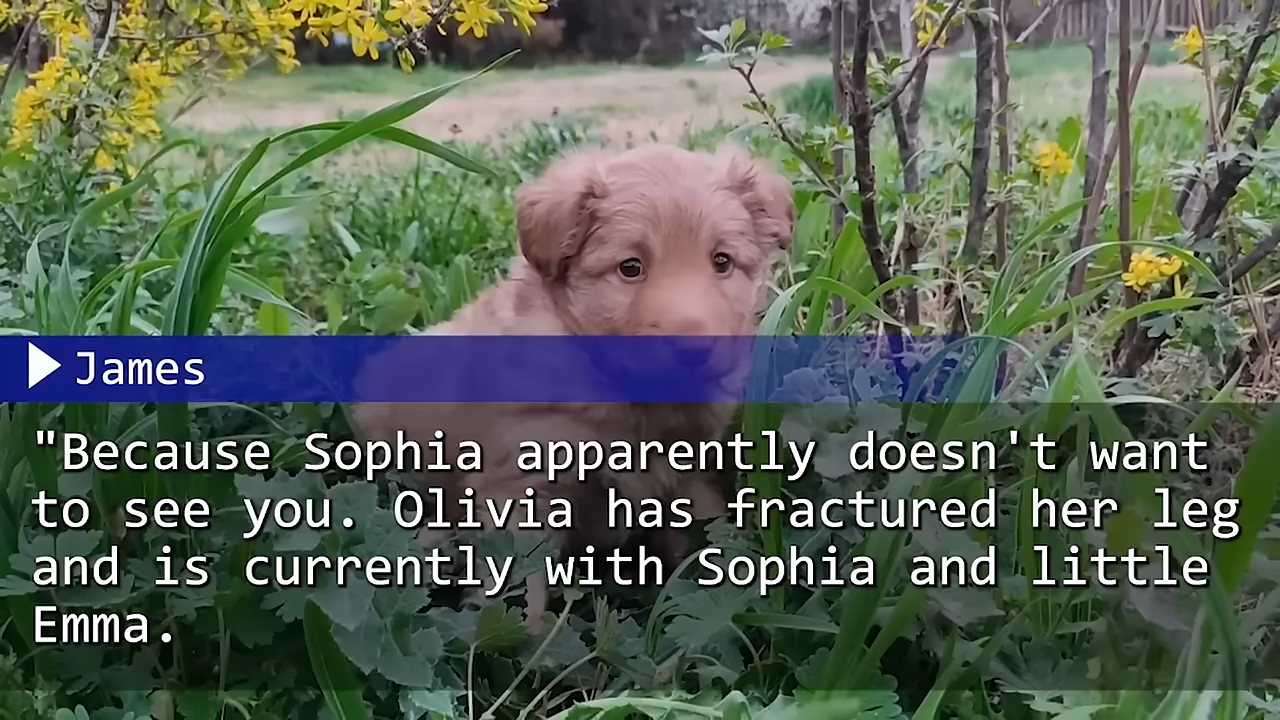 James
"Because Sophia apparently doesn't want
to see you. Olivia has fractured her leg
and is currently with Sophia and little
Emma.